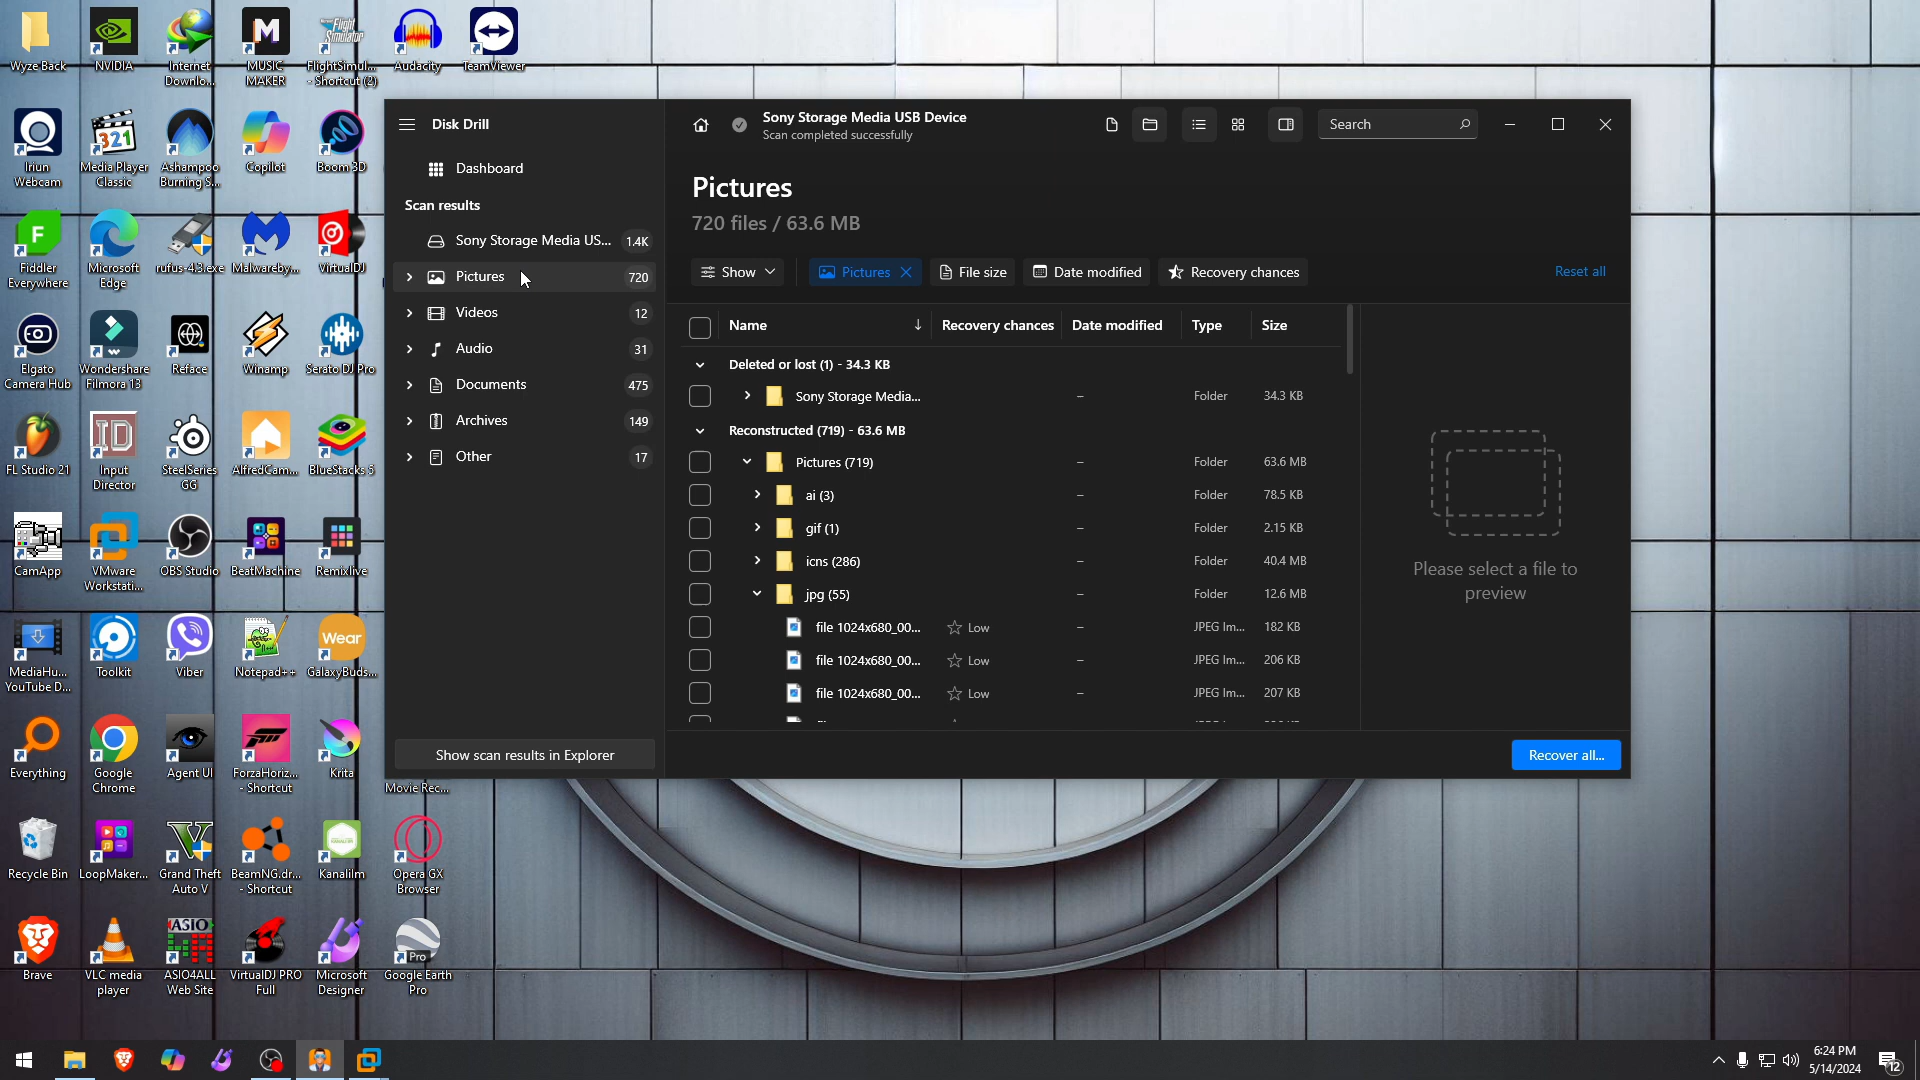 Wyze Back
NVIDIA
Internet
Downlo...
MUSIC
MAKER
FlightSimul...
- Shortcut (2)
Audacity
TeamViewer
Iriun
Webcam
Media Player
Classic
Ashampoo
Burning S...
Copilot
Boom 3D
Fiddler
Everywhere
Microsoft
Edge
rufus-4.3.exe
Malwareby...
VirtualDJ
Elgato
Camera Hub
Wondershare
Filmora 13
Reface
Winamp
Serato DJ Pro
FL Studio 21
Input
Director
SteelSeries
GG
AlfredCam...
BlueStacks 5
CamApp
VMware
Workstati...
OBS Studio
BeatMachine
Remixlive
MediaHu...
YouTube D...
Toolkit
Viber
Notepad++
Wear
GalaxyBuds...
Everything
Google
Chrome
Agent UI
ForzaHoriz...
- Shortcut
Krita
Movie Rec...
Recycle Bin
LoopMaker...
Grand Theft
Auto V
BeamNG.dr...
- Shortcut
Kanalilm
Opera GX
Browser
Brave
VLC media
player
ASIO
4 ALL
ASIO4ALL
Web Site
VirtualDJ PRO
Full
Microsoft
Designer
Pro
Google Earth
Pro
Disk Drill
Dashboard
Scan results
Sony Storage Media US... 1.4K
Pictures 720
Videos 12
Audio 31
Documents 475
Archives 149
Other 17
Show scan results in Explorer
Sony Storage Media USB Device
Scan completed successfully
Search
Pictures
720 files / 63.6 MB
Show Pictures File size Date modified Recovery chances Reset all
Name Recovery chances Date modified Type Size
Deleted or lost (1) - 34.3 KB
Sony Storage Media... – Folder 34.3 KB
Reconstructed (719) - 63.6 MB
Pictures (719) – Folder 63.6 MB
ai (3) – Folder 78.5 KB
gif (1) – Folder 2.15 KB
icns (286) – Folder 40.4 MB
jpg (55) – Folder 12.6 MB
file 1024x680_00... Low – JPEG Im... 182 KB
file 1024x680_00... Low – JPEG Im... 206 KB
file 1024x680_00... Low – JPEG Im... 207 KB
Please select a file to
preview
Recover all...
6:24 PM
5/14/2024
12